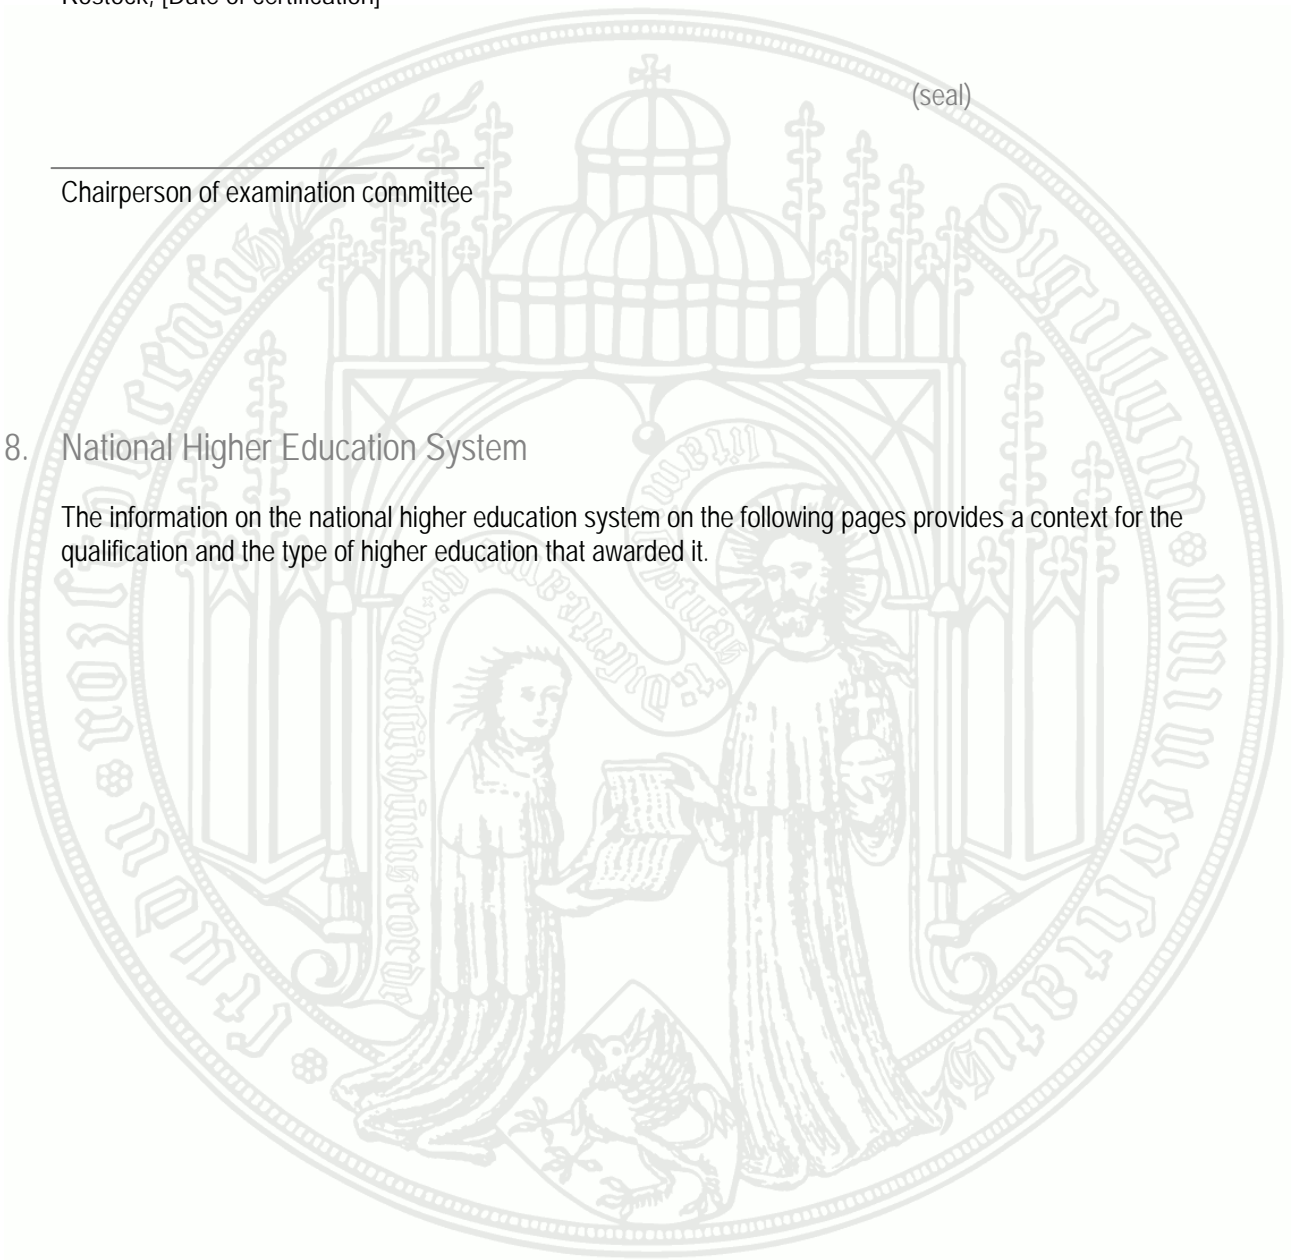 Rostock, [Date of certification]
(seal)
Chairperson of examination committee
8. National Higher Education System
The information on the national higher education system on the following pages provides a context for the
qualification and the type of higher education that awarded it.